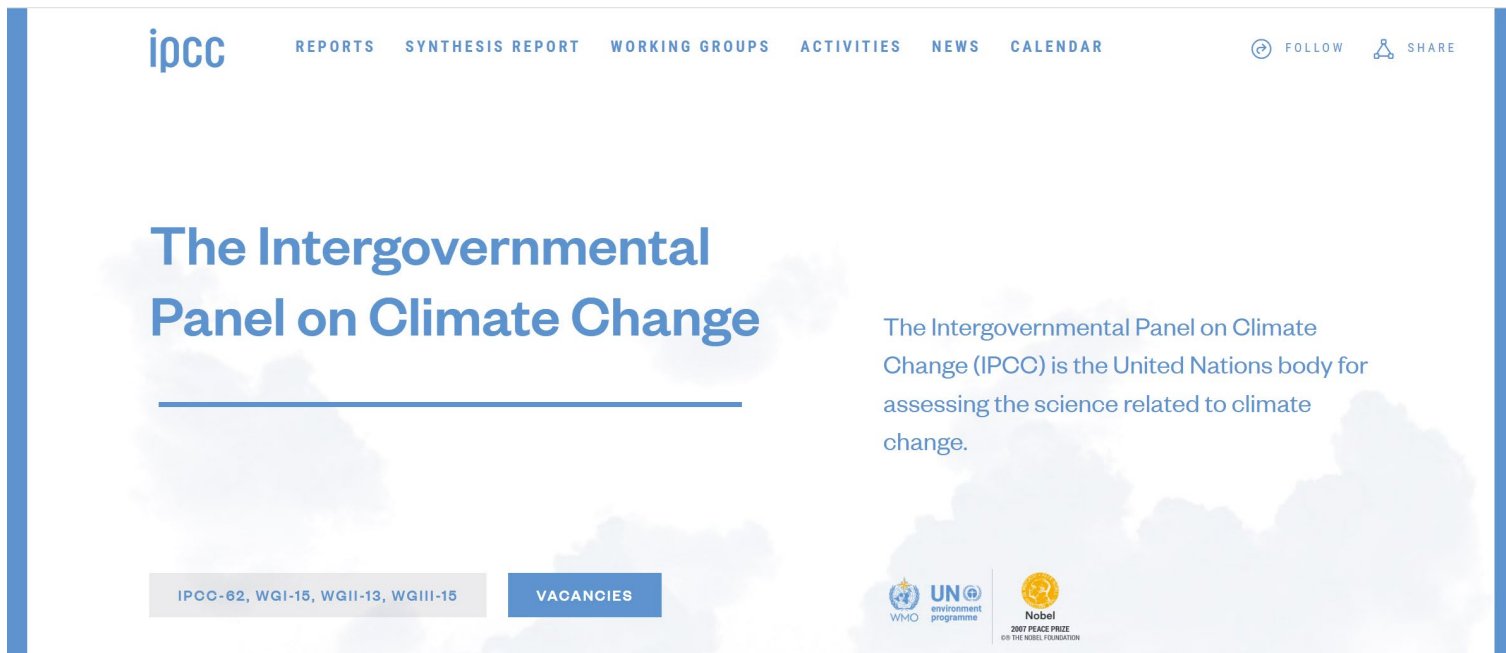 ipcc
REPORTS SYNTHESIS REPORT WORKING GROUPS ACTIVITIES NEWS CALENDAR FOLLOW SHARE
The Intergovernmental
Panel on Climate Change
The Intergovernmental Panel on Climate
Change (IPCC) is the United Nations body for
assessing the science related to climate
change.
IPCC-62, WGI-15, WGII-13, WGIII-15
VACANCIES
WMO
UN
environment
programme
Nobel
2007 PEACE PRIZE
©® THE NOBEL FOUNDATION